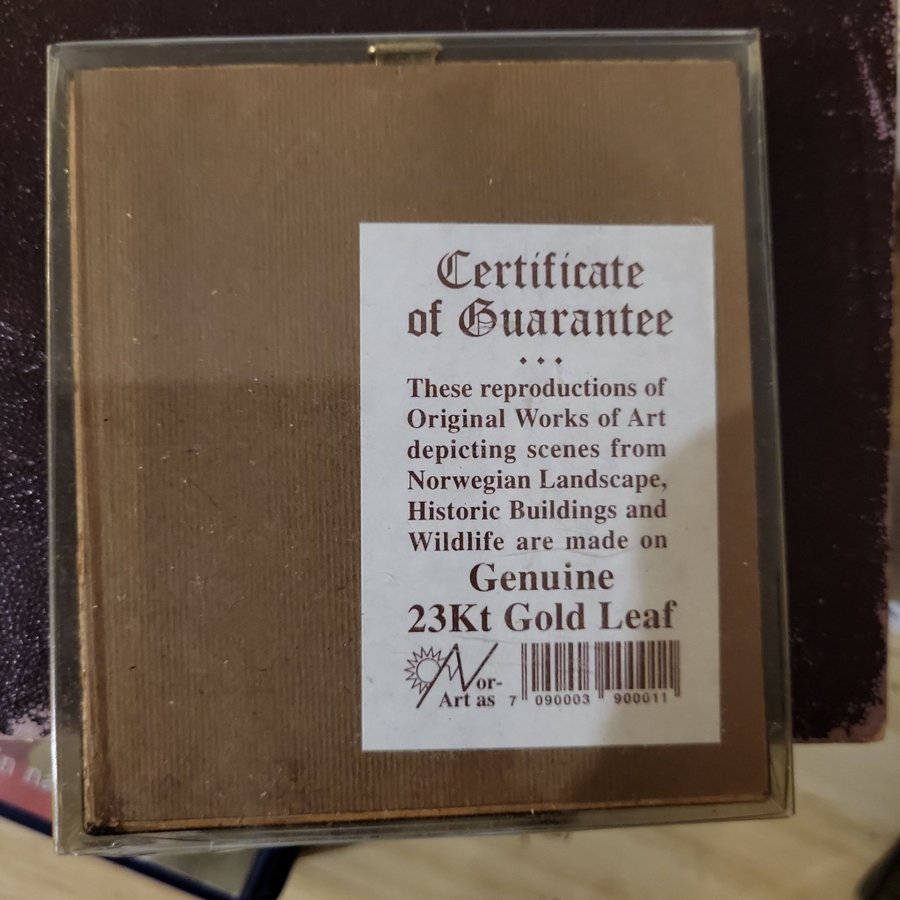 Certificate
of Guarantee
These reproductions of
Original Works of Art
depicting scenes from
Norwegian Landscape,
Historic Buildings and
Wildlife are made on
Genuine
23Kt Gold Leaf
Nor-
Art as
7 090003 900011